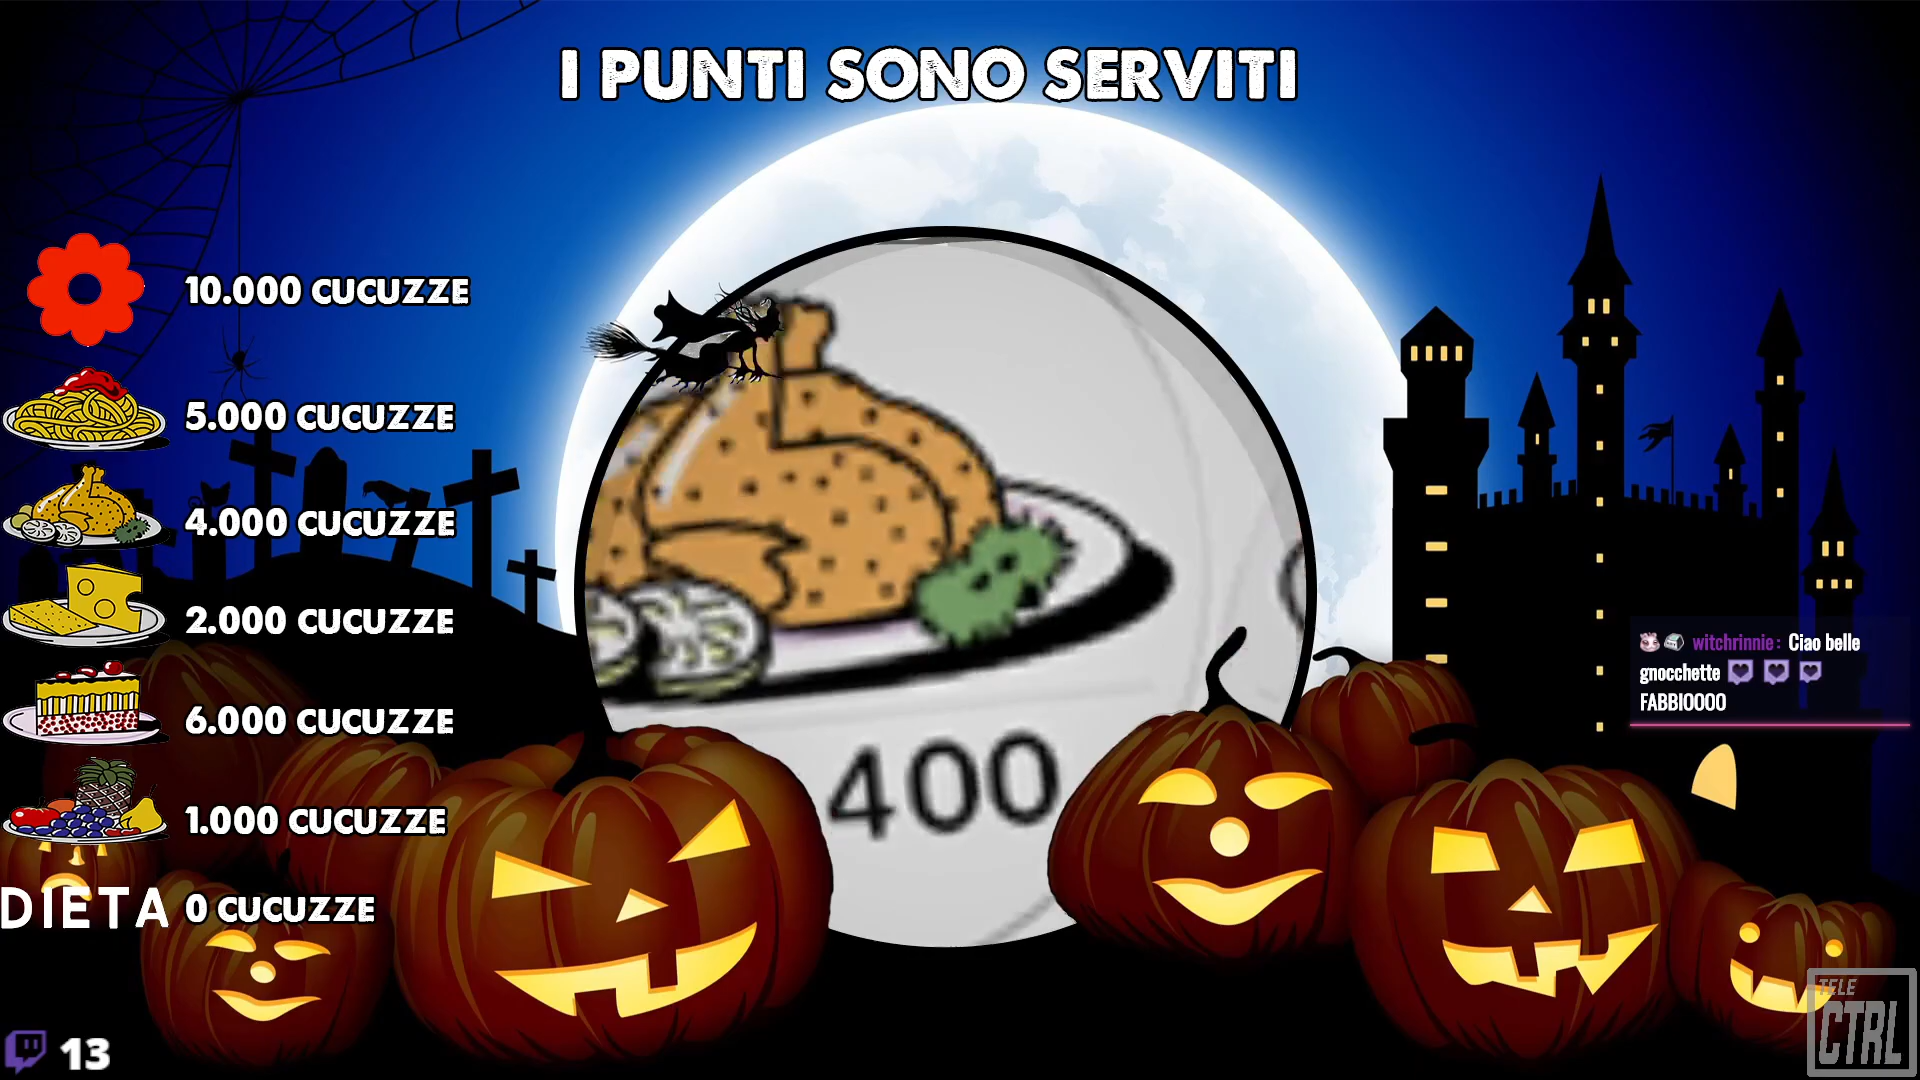 I PUNTI SONO SERVITI
10.000 CUCUZZE
5.000 CUCUZZE
4.000 CUCUZZE
2.000 CUCUZZE
6.000 CUCUZZE
1.000 CUCUZZE
DIETA 0 CUCUZZE
400
witchrinnie: Ciao belle
gnocchette
FABBIOOOO
13
TELE
CTRL